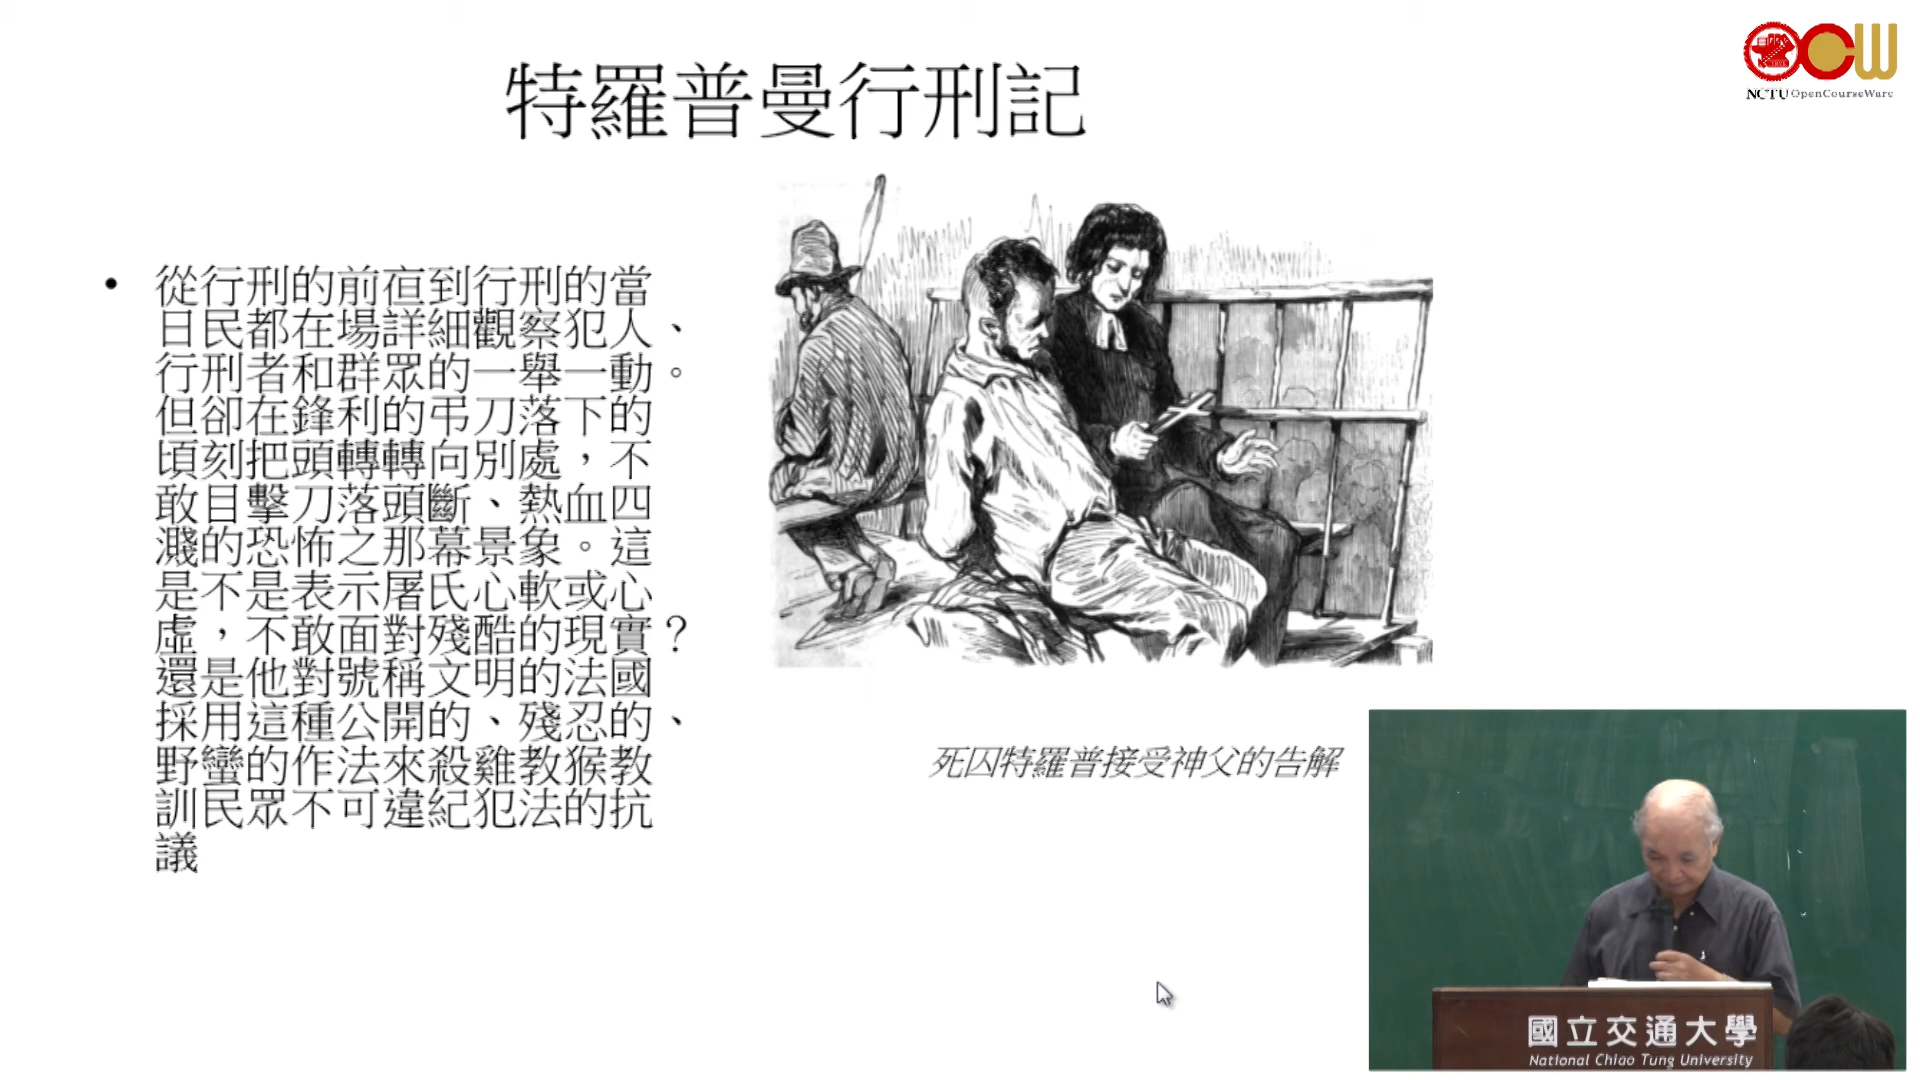 特羅普曼行刑記
NCTU OpenCourseWare
• 從行刑的前亱到行刑的當
日民都在場詳細觀察犯人、
行刑者和群眾的一舉一動。
但卻在鋒利的弔刀落下的
頃刻把頭轉轉向別處，不
敢目擊刀落頭斷、熱血四
濺的恐怖之那幕景象。這
是不是表示屠氏心軟或心
虛，不敢面對殘酷的現實？
還是他對號稱文明的法國
採用這種公開的、殘忍的、
野蠻的作法來殺雞教猴教
訓民眾不可違紀犯法的抗
議
死囚特羅普接受神父的告解
國立交通大學
National Chiao Tung University